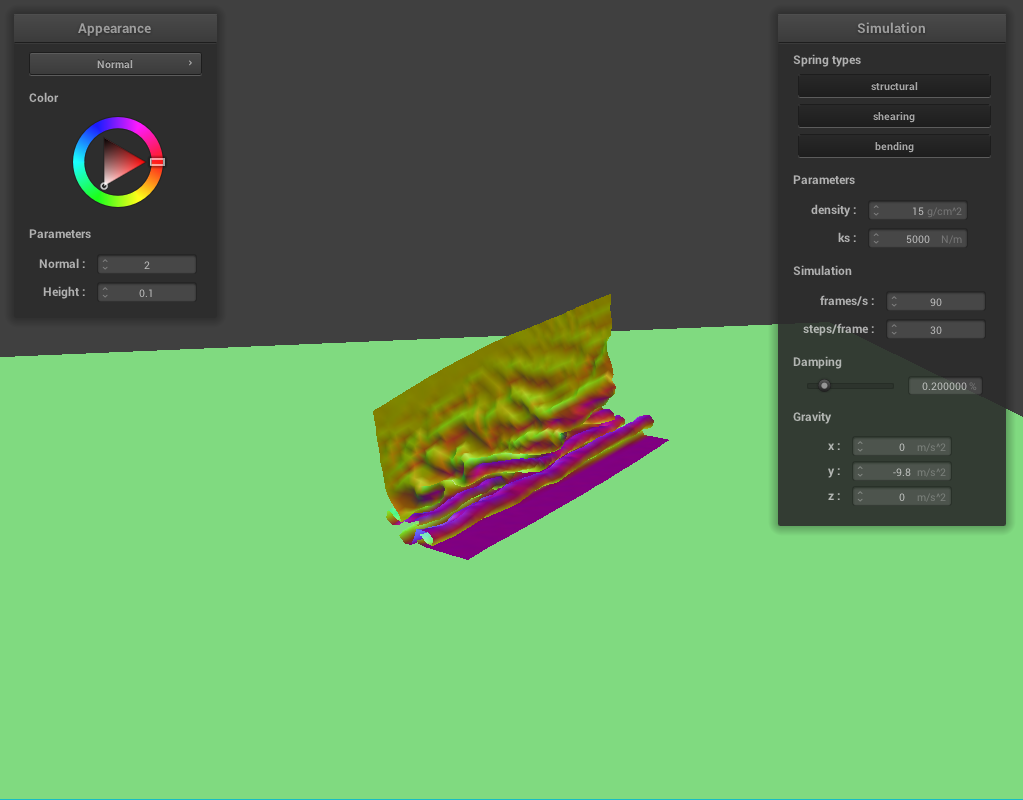 Appearance
Normal
Color
Parameters
Normal :
2
Height :
0.1
Simulation
Spring types
structural
shearing
bending
Parameters
density :
15 g/cm^2
ks :
5000 N/m
Simulation
frames/s :
90
steps/frame :
30
Damping
0.200000 %
Gravity
x :
0 m/s^2
y :
-9.8 m/s^2
z :
0 m/s^2